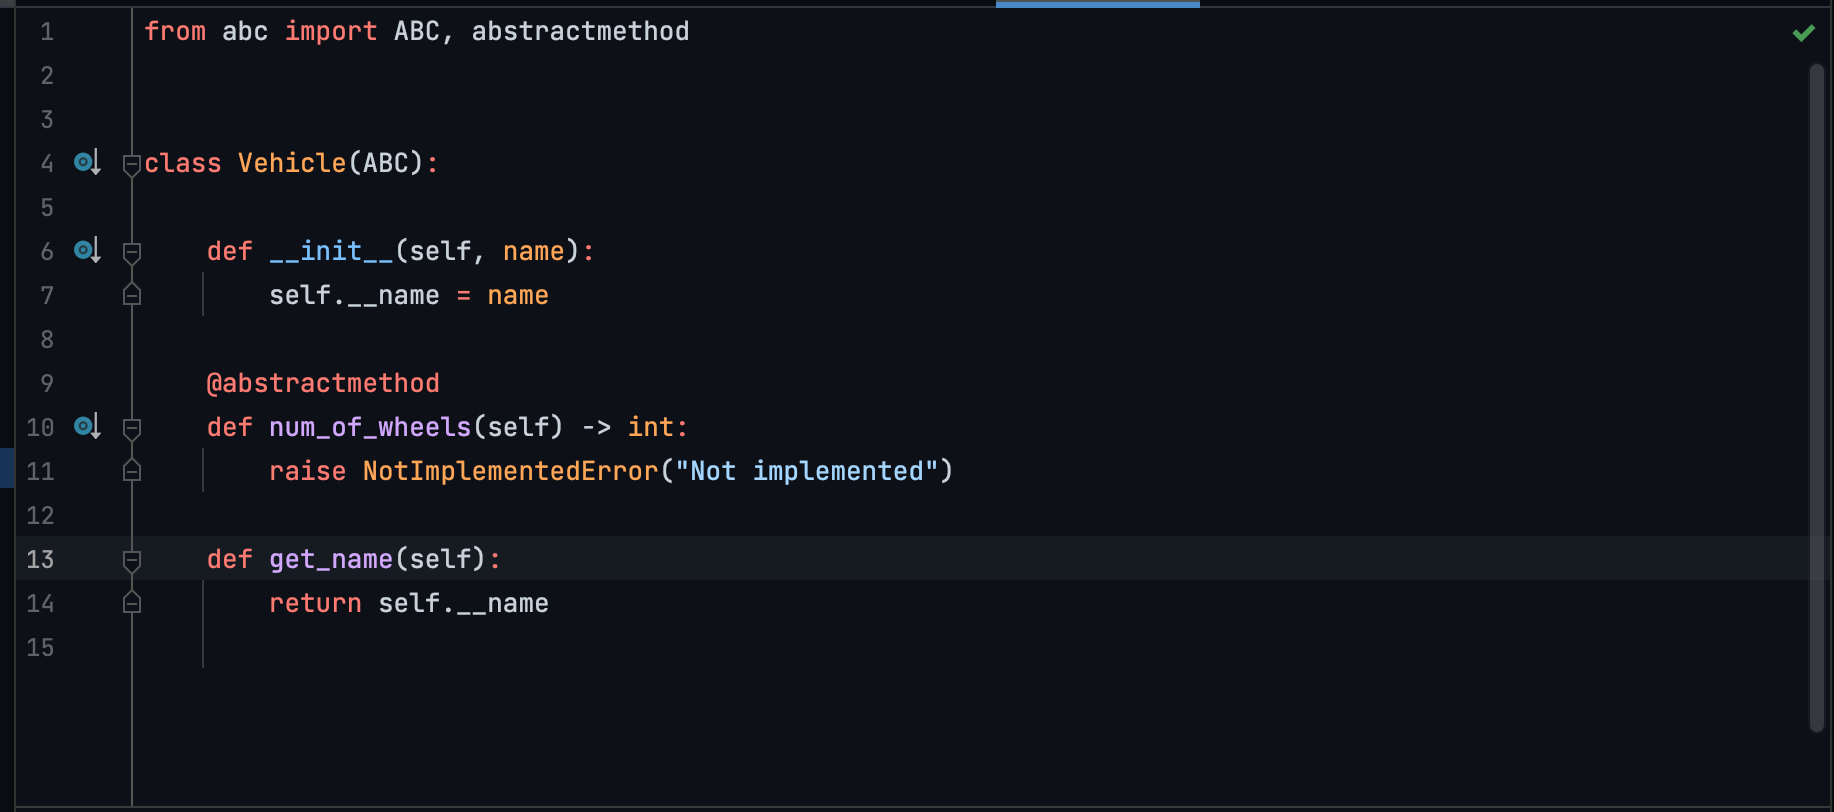 1 from abc import ABC, abstractmethod
2
3
4 class Vehicle(ABC):
5
6     def __init__(self, name):
7         self.__name = name
8
9     @abstractmethod
10     def num_of_wheels(self) -> int:
11         raise NotImplementedError("Not implemented")
12
13     def get_name(self):
14         return self.__name
15